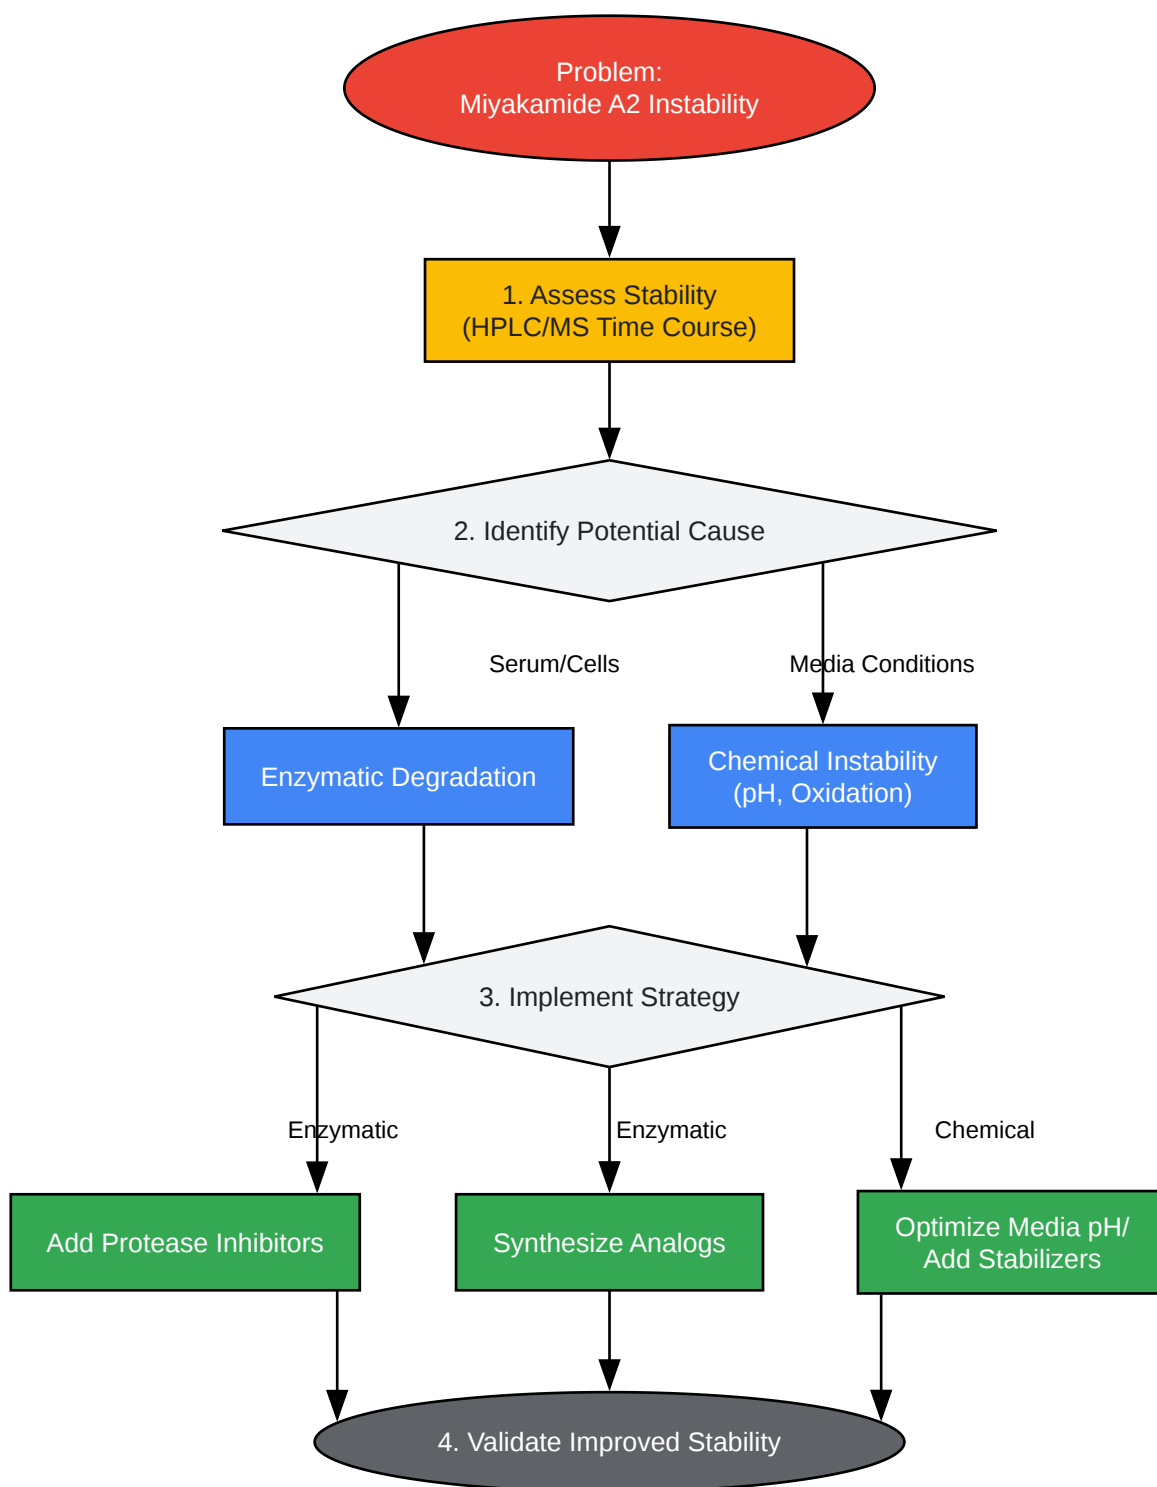 Problem:
Miyakamide A2 Instability
1. Assess Stability
(HPLC/MS Time Course)
2. Identify Potential Cause
Serum/Cells
Media Conditions
Enzymatic Degradation
Chemical Instability
(pH, Oxidation)
3. Implement Strategy
Enzymatic
Enzymatic
Chemical
Add Protease Inhibitors
Synthesize Analogs
Optimize Media pH/
Add Stabilizers
4. Validate Improved Stability